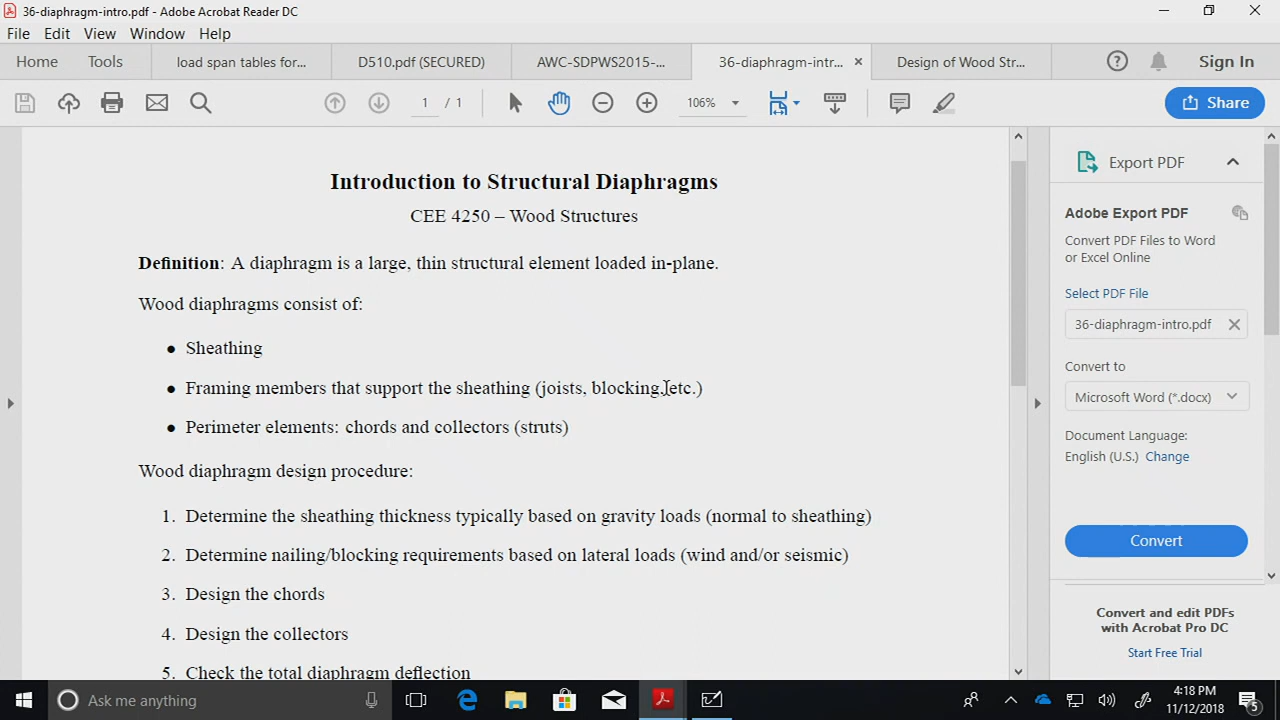 36-diaphragm-intro.pdf - Adobe Acrobat Reader DC
File Edit View Window Help
Home Tools load span tables for... D510.pdf (SECURED) AWC-SDPWS2015-... 36-diaphragm-intr... Design of Wood Str... Sign In
1 / 1 106% Share
Introduction to Structural Diaphragms
CEE 4250 – Wood Structures
Definition: A diaphragm is a large, thin structural element loaded in-plane.
Wood diaphragms consist of:
• Sheathing
• Framing members that support the sheathing (joists, blocking, etc.)
• Perimeter elements: chords and collectors (struts)
Wood diaphragm design procedure:
1. Determine the sheathing thickness typically based on gravity loads (normal to sheathing)
2. Determine nailing/blocking requirements based on lateral loads (wind and/or seismic)
3. Design the chords
4. Design the collectors
5. Check the total diaphragm deflection
Export PDF
Adobe Export PDF
Convert PDF Files to Word
or Excel Online
Select PDF File
36-diaphragm-intro.pdf
Convert to
Microsoft Word (*.docx)
Document Language:
English (U.S.) Change
Convert
Convert and edit PDFs
with Acrobat Pro DC
Start Free Trial
Ask me anything
4:18 PM
11/12/2018
5